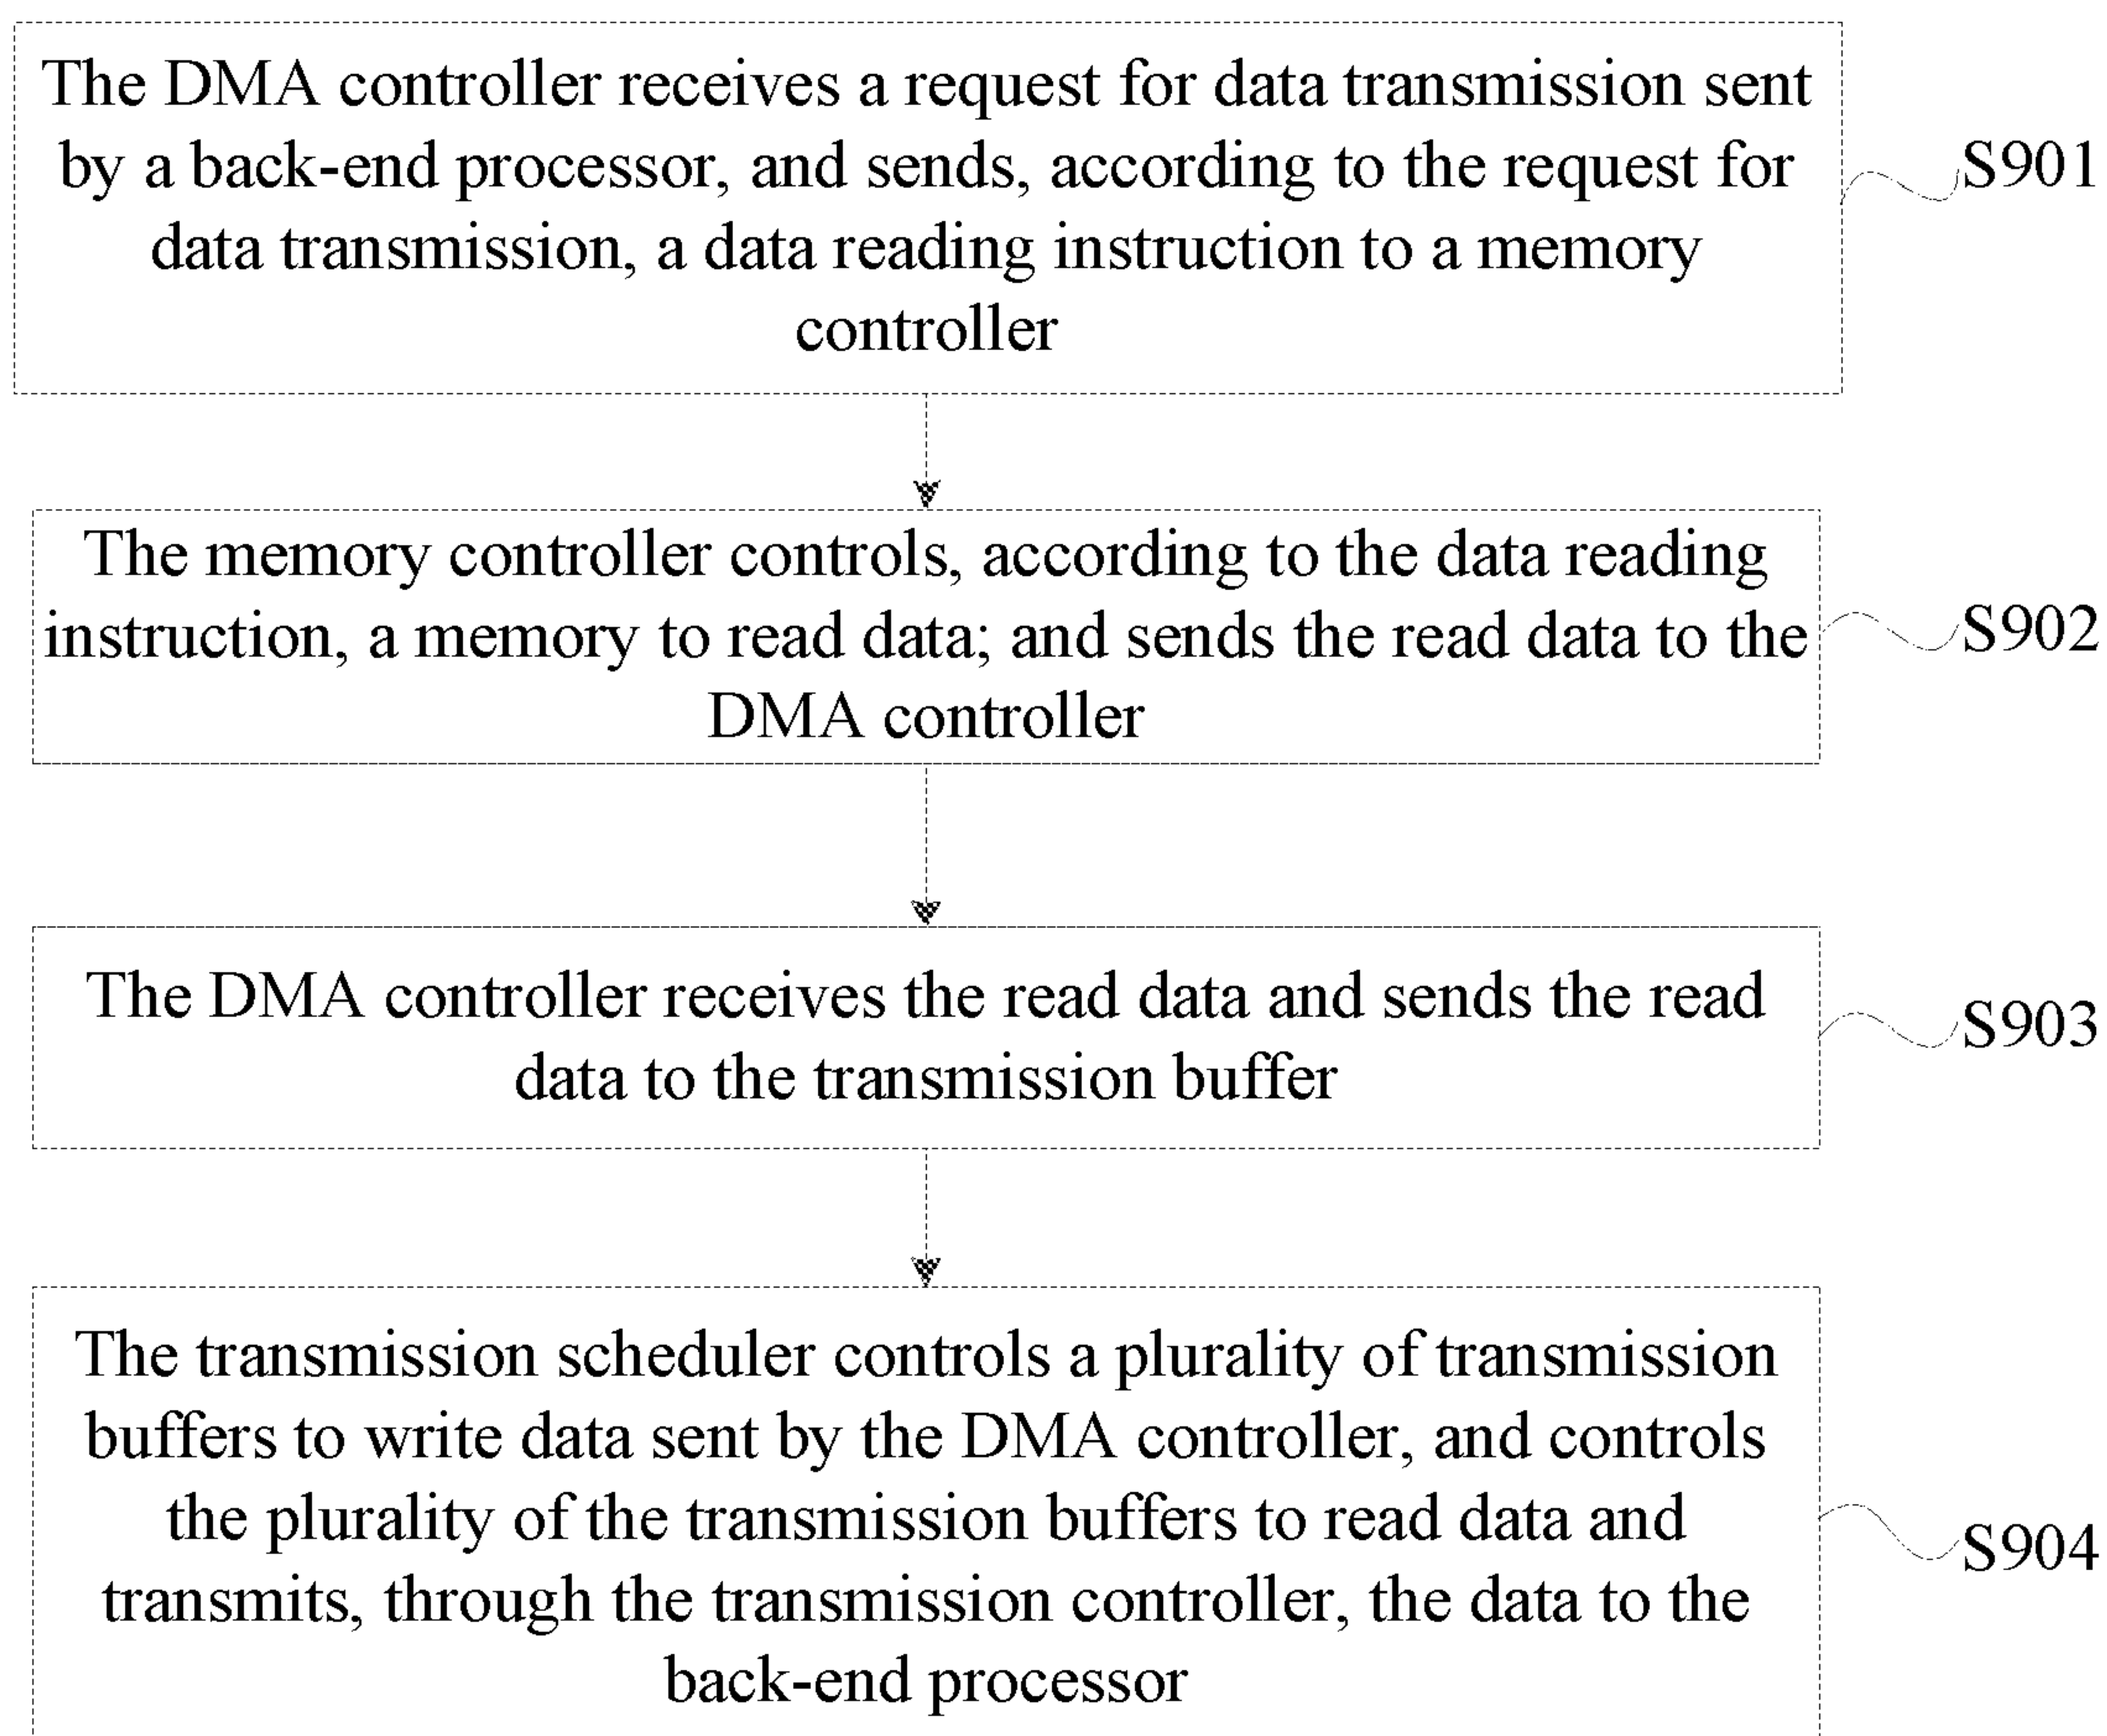 The DMA controller receives a request for data transmission sent
by a back-end processor, and sends, according to the request for
data transmission, a data reading instruction to a memory
controller
S901
The memory controller controls, according to the data reading
instruction, a memory to read data; and sends the read data to the
DMA controller
S902
The DMA controller receives the read data and sends the read
data to the transmission buffer
S903
The transmission scheduler controls a plurality of transmission
buffers to write data sent by the DMA controller, and controls
the plurality of the transmission buffers to read data and
transmits, through the transmission controller, the data to the
back-end processor
S904